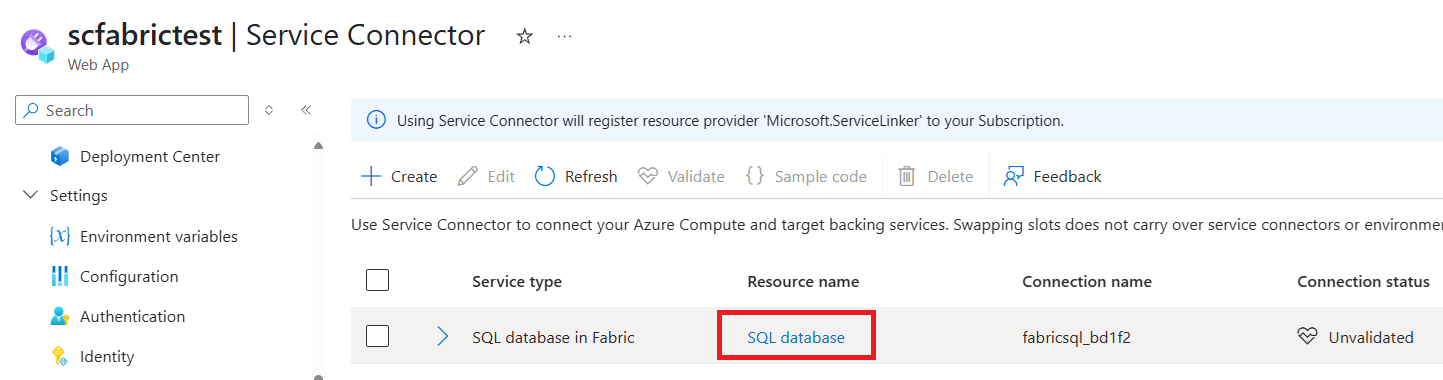 scfabrictest | Service Connector
Web App
Search
Deployment Center
Settings
Environment variables
Configuration
Authentication
Identity
Using Service Connector will register resource provider 'Microsoft.ServiceLinker' to your Subscription.
Create Edit Refresh Validate Sample code Delete Feedback
Use Service Connector to connect your Azure Compute and target backing services. Swapping slots does not carry over service connectors or environme
Service type Resource name Connection name Connection status
SQL database in Fabric SQL database fabricsql_bd1f2 Unvalidated